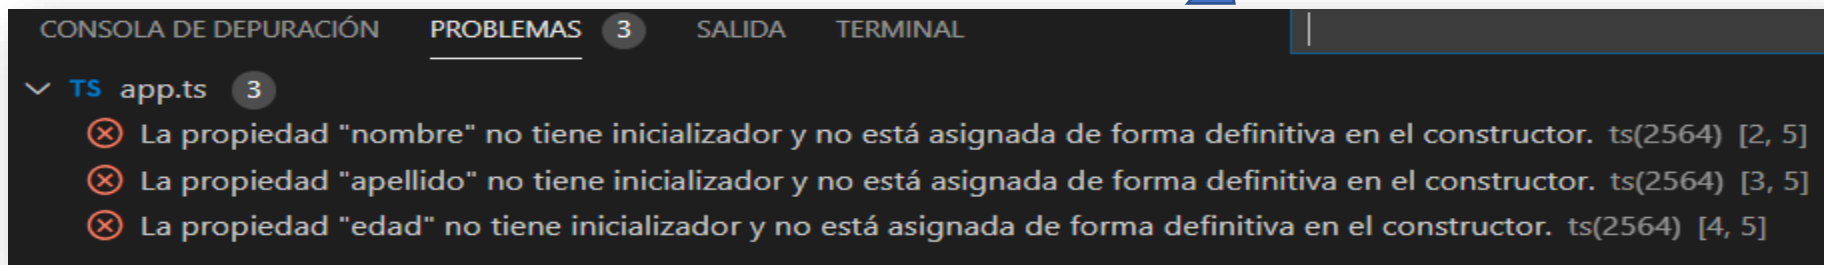 CONSOLA DE DEPURACIÓN PROBLEMAS 3 SALIDA TERMINAL
TS app.ts 3
La propiedad "nombre" no tiene inicializador y no está asignada de forma definitiva en el constructor. ts(2564) [2, 5]
La propiedad "apellido" no tiene inicializador y no está asignada de forma definitiva en el constructor. ts(2564) [3, 5]
La propiedad "edad" no tiene inicializador y no está asignada de forma definitiva en el constructor. ts(2564) [4, 5]